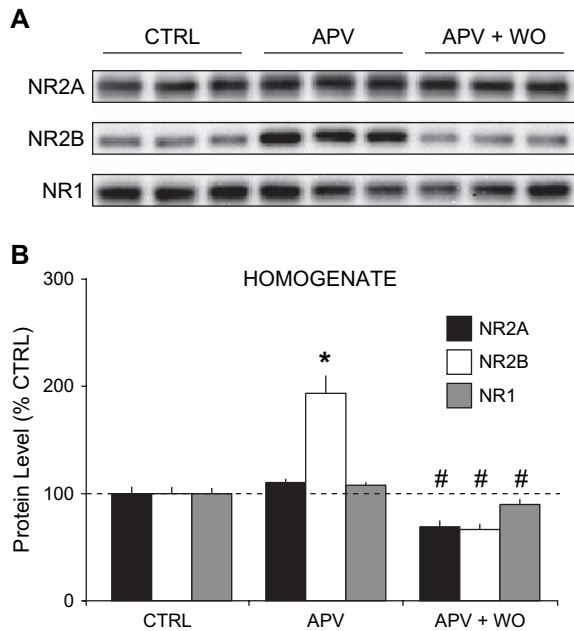 A
CTRL APV APV + WO
NR2A
NR2B
NR1
B
HOMOGENATE
Protein Level (% CTRL)
300
200
100
0
NR2A
NR2B
NR1
*
# # #
CTRL APV APV + WO